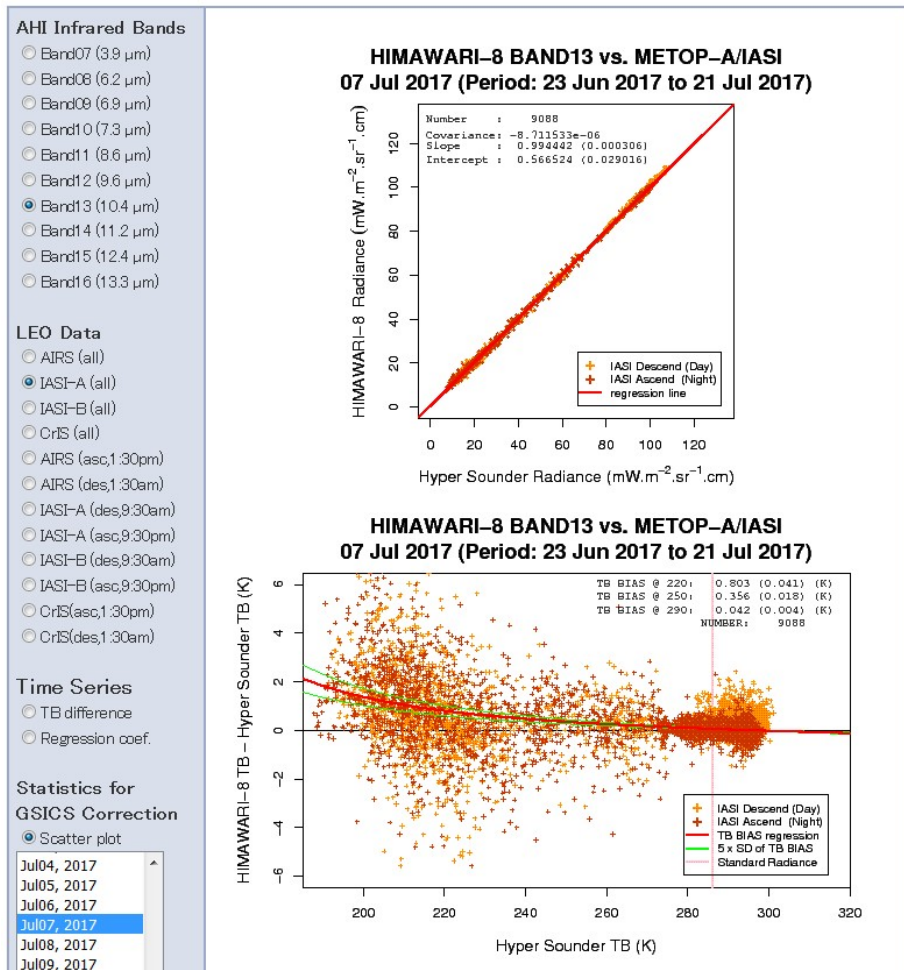 AHI Infrared Bands
Band07 (3.9 µm)
Band08 (6.2 µm)
Band09 (6.9 µm)
Band10 (7.3 µm)
Band11 (8.6 µm)
Band12 (9.6 µm)
Band13 (10.4 µm)
Band14 (11.2 µm)
Band15 (12.4 µm)
Band16 (13.3 µm)
LEO Data
AIRS (all)
IASI-A (all)
IASI-B (all)
CrIS (all)
AIRS (asc,1:30pm)
AIRS (des,1:30am)
IASI-A (des,9:30am)
IASI-A (asc,9:30pm)
IASI-B (des,9:30am)
IASI-B (asc,9:30pm)
CrIS(asc,1:30pm)
CrIS(des,1:30am)
Time Series
TB difference
Regression coef.
Statistics for
GSICS Correction
Scatter plot
Jul04, 2017
Jul05, 2017
Jul06, 2017
Jul07, 2017
Jul08, 2017
Jul09, 2017
HIMAWARI-8 BAND13 vs. METOP-A/IASI
07 Jul 2017 (Period: 23 Jun 2017 to 21 Jul 2017)
Number : 9088
Covariance: -8.711533e-06
Slope : 0.994442 (0.000306)
Intercept : 0.566524 (0.029016)
HIMAWARI-8 Radiance (mW.m⁻².sr⁻¹.cm)
120
100
80
60
40
20
0
IASI Descend (Day)
IASI Ascend (Night)
regression line
0 20 40 60 80 100 120
Hyper Sounder Radiance (mW.m⁻².sr⁻¹.cm)
HIMAWARI-8 BAND13 vs. METOP-A/IASI
07 Jul 2017 (Period: 23 Jun 2017 to 21 Jul 2017)
TB BIAS @ 220: 0.803 (0.041) (K)
TB BIAS @ 250: 0.356 (0.018) (K)
TB BIAS @ 290: 0.042 (0.004) (K)
NUMBER: 9088
HIMAWARI-8 TB - Hyper Sounder TB (K)
6
4
2
0
-2
-4
-6
IASI Descend (Day)
IASI Ascend (Night)
TB BIAS regression
5 x SD of TB BIAS
Standard Radiance
200 220 240 260 280 300 320
Hyper Sounder TB (K)